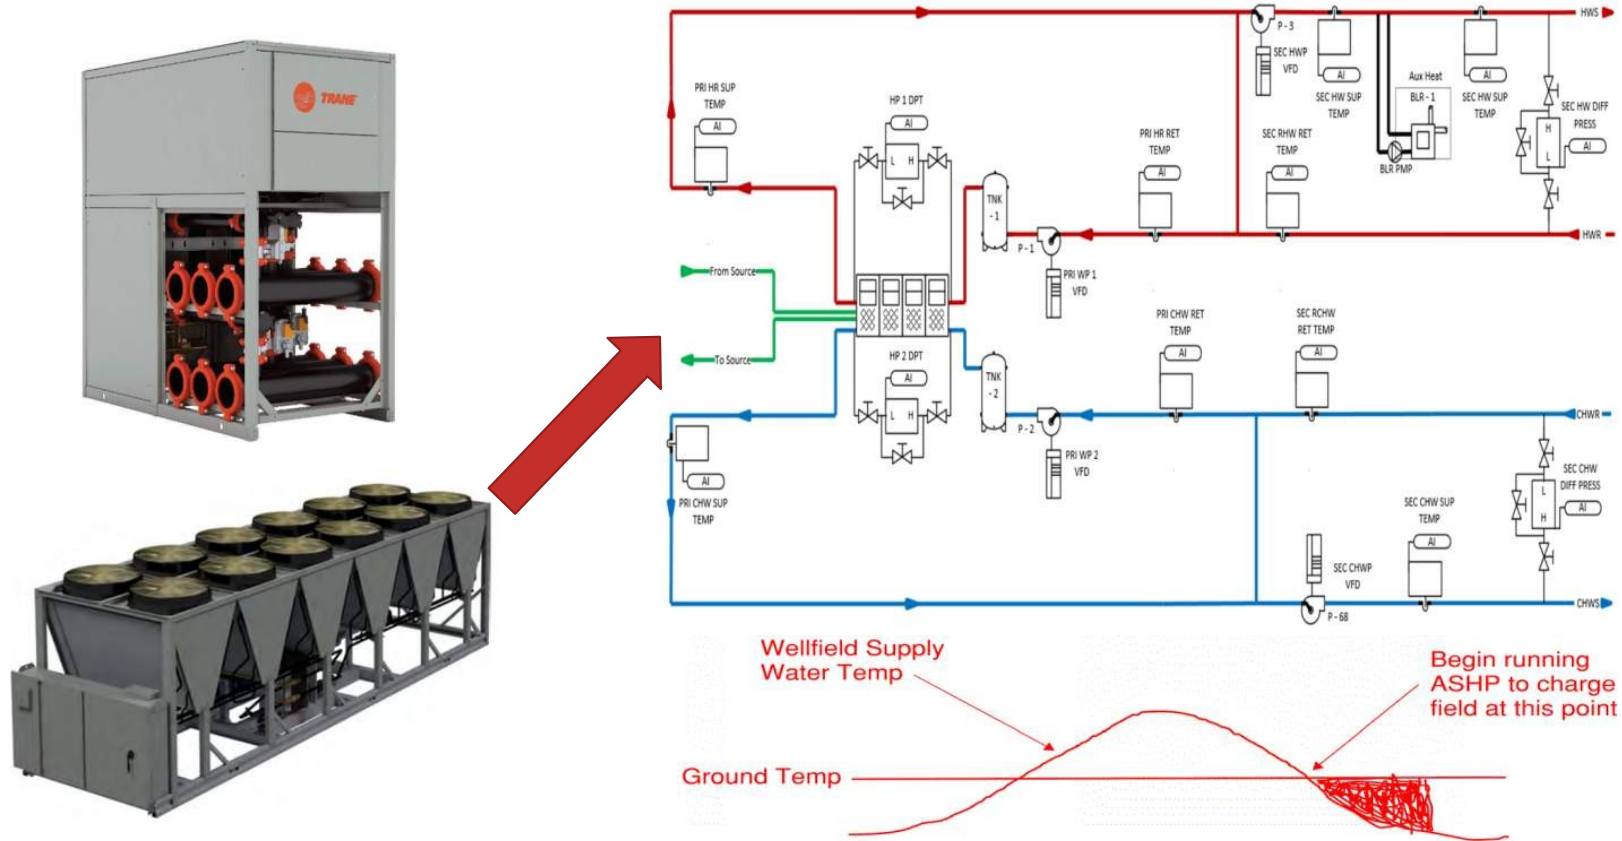 TRANE
HWS
P - 3
SEC HWP
VFD
AI
SEC HW SUP
TEMP
Aux Heat
BLR - 1
BLR PMP
AI
SEC HW SUP
TEMP
SEC HW DIFF
PRESS
H
L
AI
PRI HR SUP
TEMP
AI
HP 1 DPT
AI
L H
TNK
- 1
P - 1
PRI WP 1
VFD
PRI HR RET
TEMP
AI
SEC RHW RET
TEMP
AI
HWR
From Source
To Source
HP 2 DPT
AI
L H
TNK
- 2
P - 2
PRI WP 2
VFD
PRI CHW RET
TEMP
AI
SEC RCHW
RET TEMP
AI
CHWR
AI
PRI CHW SUP
TEMP
SEC CHW
DIFF PRESS
L
H
AI
SEC CHW SUP
TEMP
AI
SEC CHWP
VFD
P - 68
CHWS
Wellfield Supply
Water Temp
Begin running
ASHP to charge
field at this point
Ground Temp